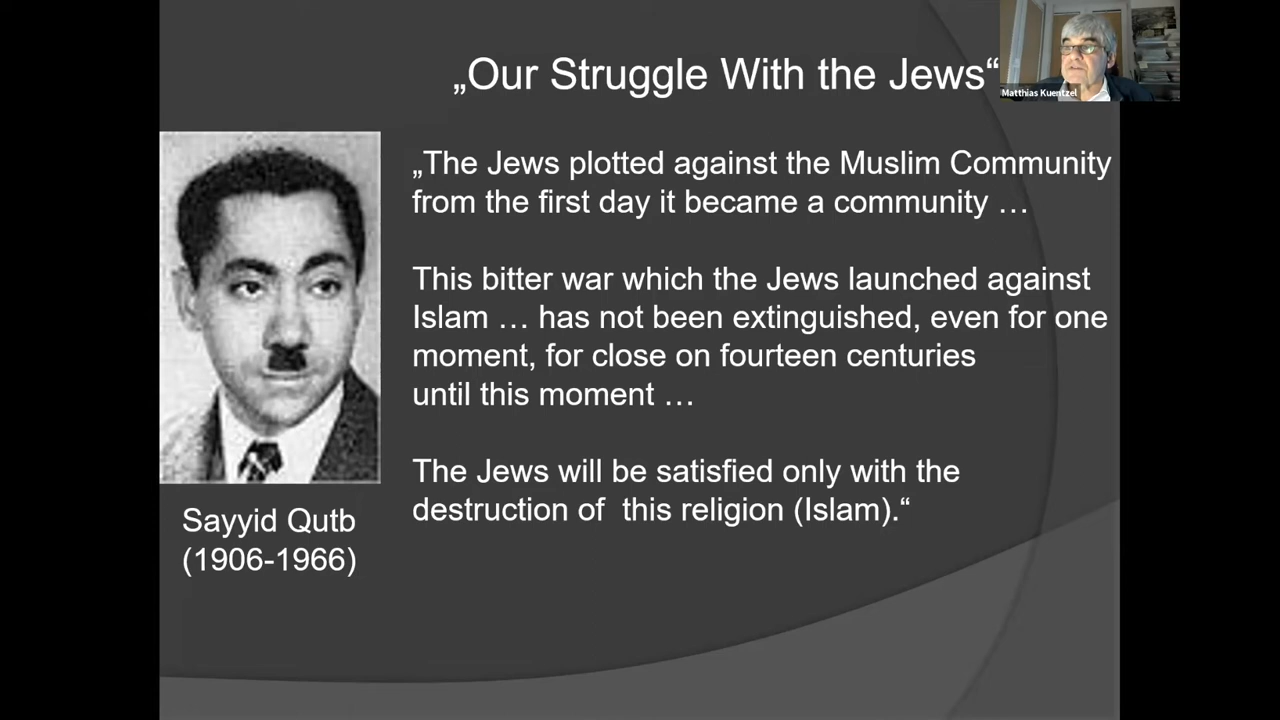 „Our Struggle With the Jews“
Matthias Kuentzel
„The Jews plotted against the Muslim Community
from the first day it became a community …
This bitter war which the Jews launched against
Islam … has not been extinguished, even for one
moment, for close on fourteen centuries
until this moment …
The Jews will be satisfied only with the
destruction of  this religion (Islam).“
Sayyid Qutb
(1906-1966)